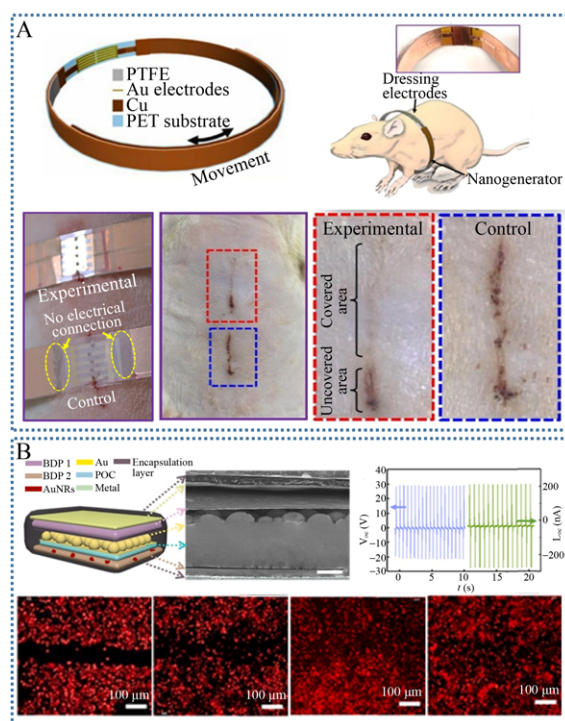 A
PTFE
Au electrodes
Cu
PET substrate
Movement
Dressing
electrodes
Nanogenerator
Experimental
No electrical
connection
Control
Experimental
Covered
area
Uncovered
area
Control
B
BDP 1
Au
Encapsulation
layer
BDP 2
POC
AuNRs
Metal
Voc (V)
40
30
20
10
0
−10
−20
−30
0
5
10
15
20
t (s)
200
0
−200
Isc (nA)
100 μm
100 μm
100 μm
100 μm